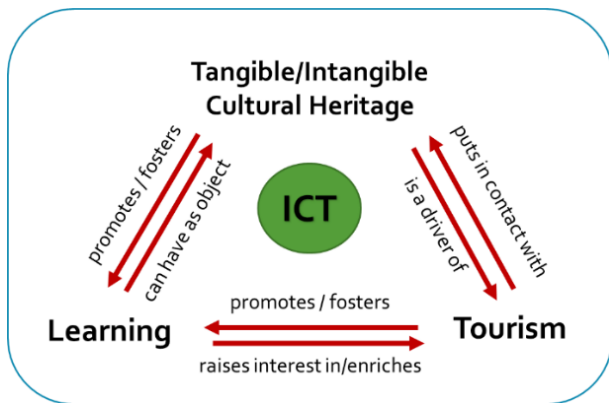 Tangible/Intangible
Cultural Heritage
promotes / fosters
can have as object
ICT
is a driver of
puts in contact with
Learning
promotes / fosters
raises interest in/enriches
Tourism